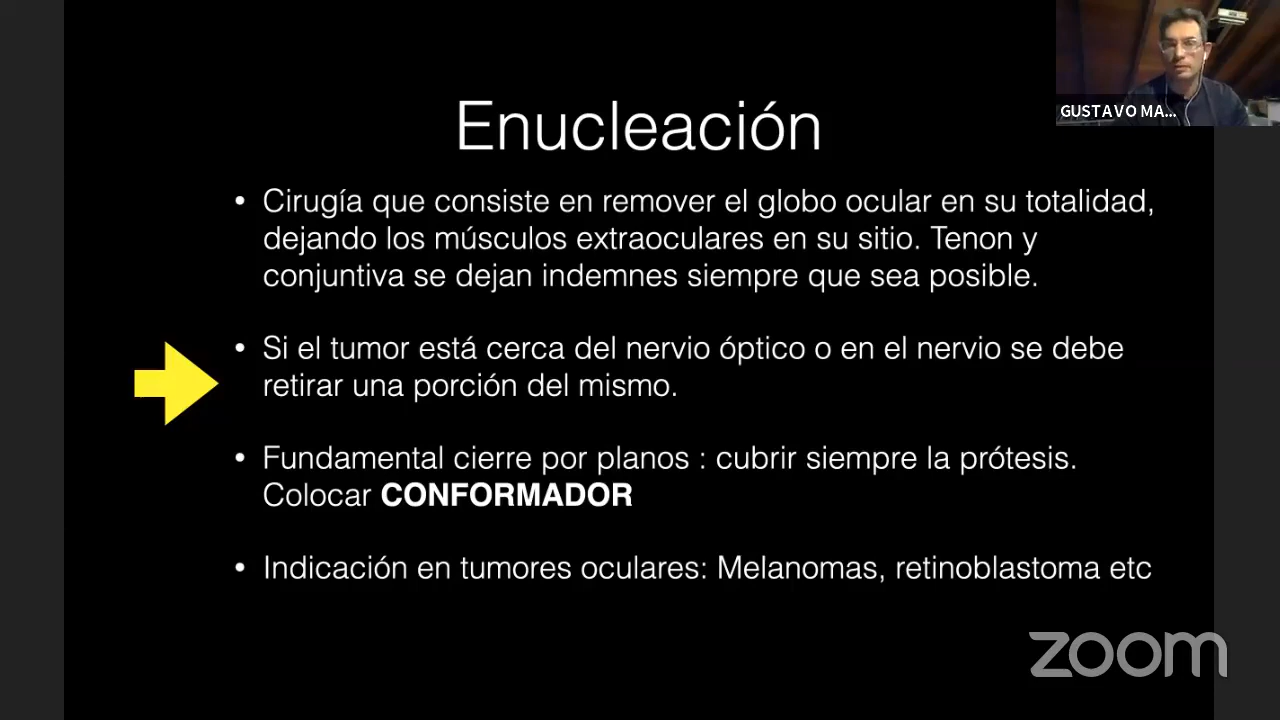 GUSTAVO MA...
Enucleación
• Cirugía que consiste en remover el globo ocular en su totalidad,
dejando los músculos extraoculares en su sitio. Tenon y
conjuntiva se dejan indemnes siempre que sea posible.
• Si el tumor está cerca del nervio óptico o en el nervio se debe
retirar una porción del mismo.
• Fundamental cierre por planos : cubrir siempre la prótesis.
Colocar CONFORMADOR
• Indicación en tumores oculares: Melanomas, retinoblastoma etc
zoom